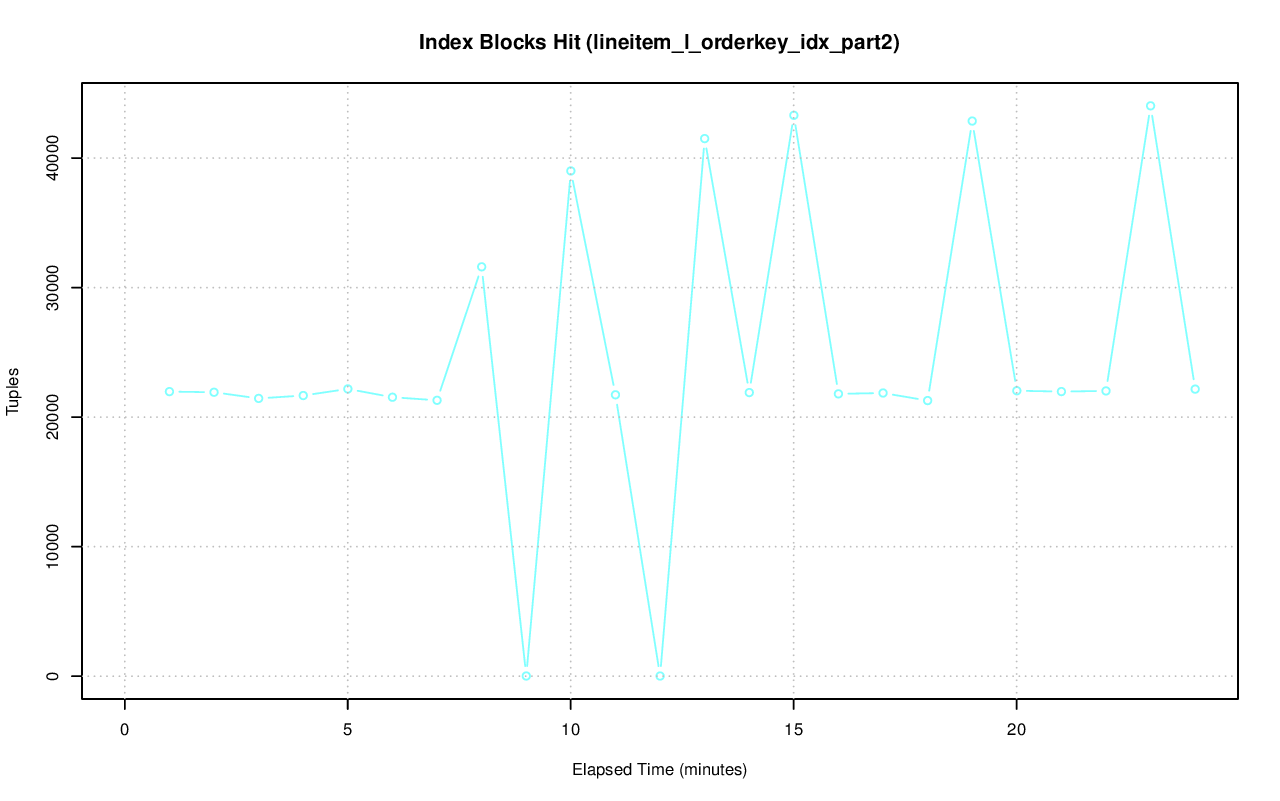 Index Blocks Hit (lineitem_l_orderkey_idx_part2)
Tuples
40000
30000
20000
10000
0
0 5 10 15 20
Elapsed Time (minutes)